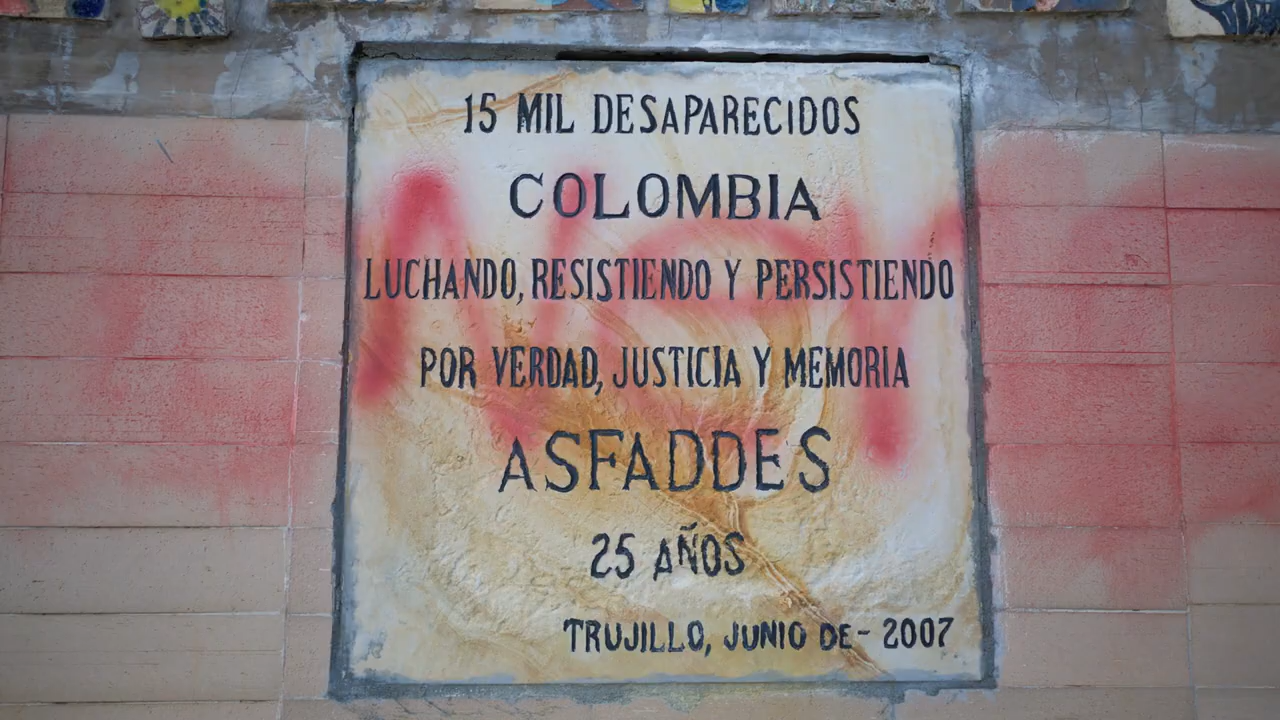 15 MIL DESAPARECIDOS
COLOMBIA
LUCHANDO, RESISTIENDO Y PERSISTIENDO
POR VERDAD, JUSTICIA Y MEMORIA
ASFADDES
25 AÑOS
TRUJILLO, JUNIO DE- 2007